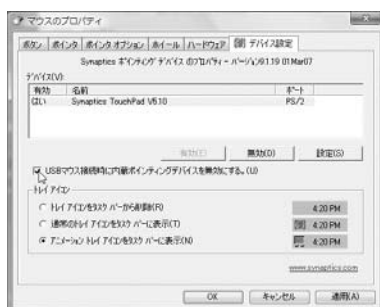 マウスのプロパティ
ボタン ポインタ ポインタ オプション ホイール ハードウェア デバイス設定
Synaptics ポインティング デバイス のプロパティ - バージョン9.1.19 01Mar07
デバイス(V):
有効 名前 ポート
はい Synaptics TouchPad V6.10 PS/2
有効(E) 無効(D) 設定(S)
USBマウス接続時に内蔵ポインティングデバイスを無効にする。(U)
トレイ アイコン
トレイ アイコンをタスク バーから削除(R) 4:20 PM
通常のトレイ アイコンをタスク バーに表示(T) 4:20 PM
アニメーション トレイ アイコンをタスク バーに表示(N) 4:20 PM
www.synaptics.com
OK キャンセル 適用(A)